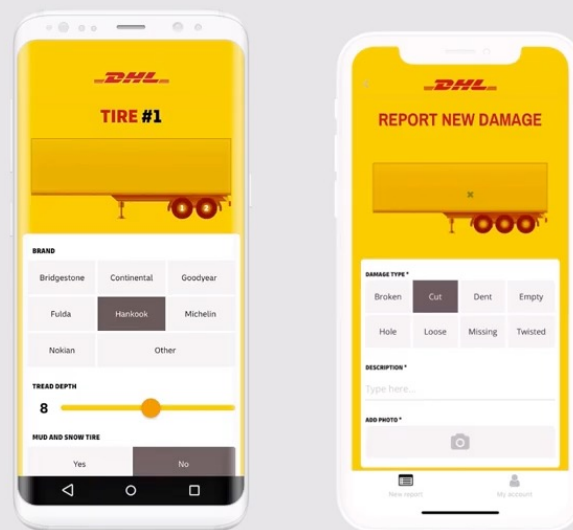 DHL
TIRE #1
BRAND
Bridgestone Continental Goodyear
Fulda Hankook Michelin
Nokian Other
TREAD DEPTH
8
MUD AND SNOW TIRE
Yes No
DHL
REPORT NEW DAMAGE
DAMAGE TYPE *
Broken Cut Dent Empty
Hole Loose Missing Twisted
DESCRIPTION *
Type here...
ADD PHOTO *
New report My account